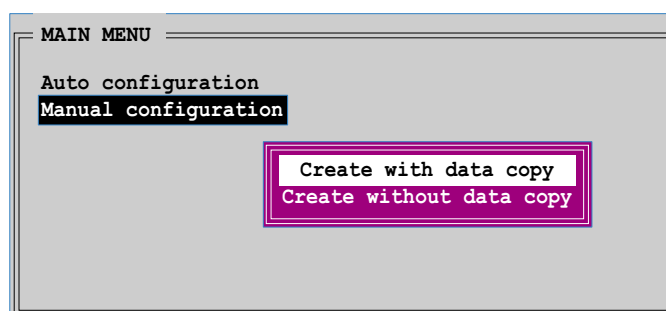 MAIN MENU
Auto configuration
Manual configuration
Create with data copy
Create without data copy